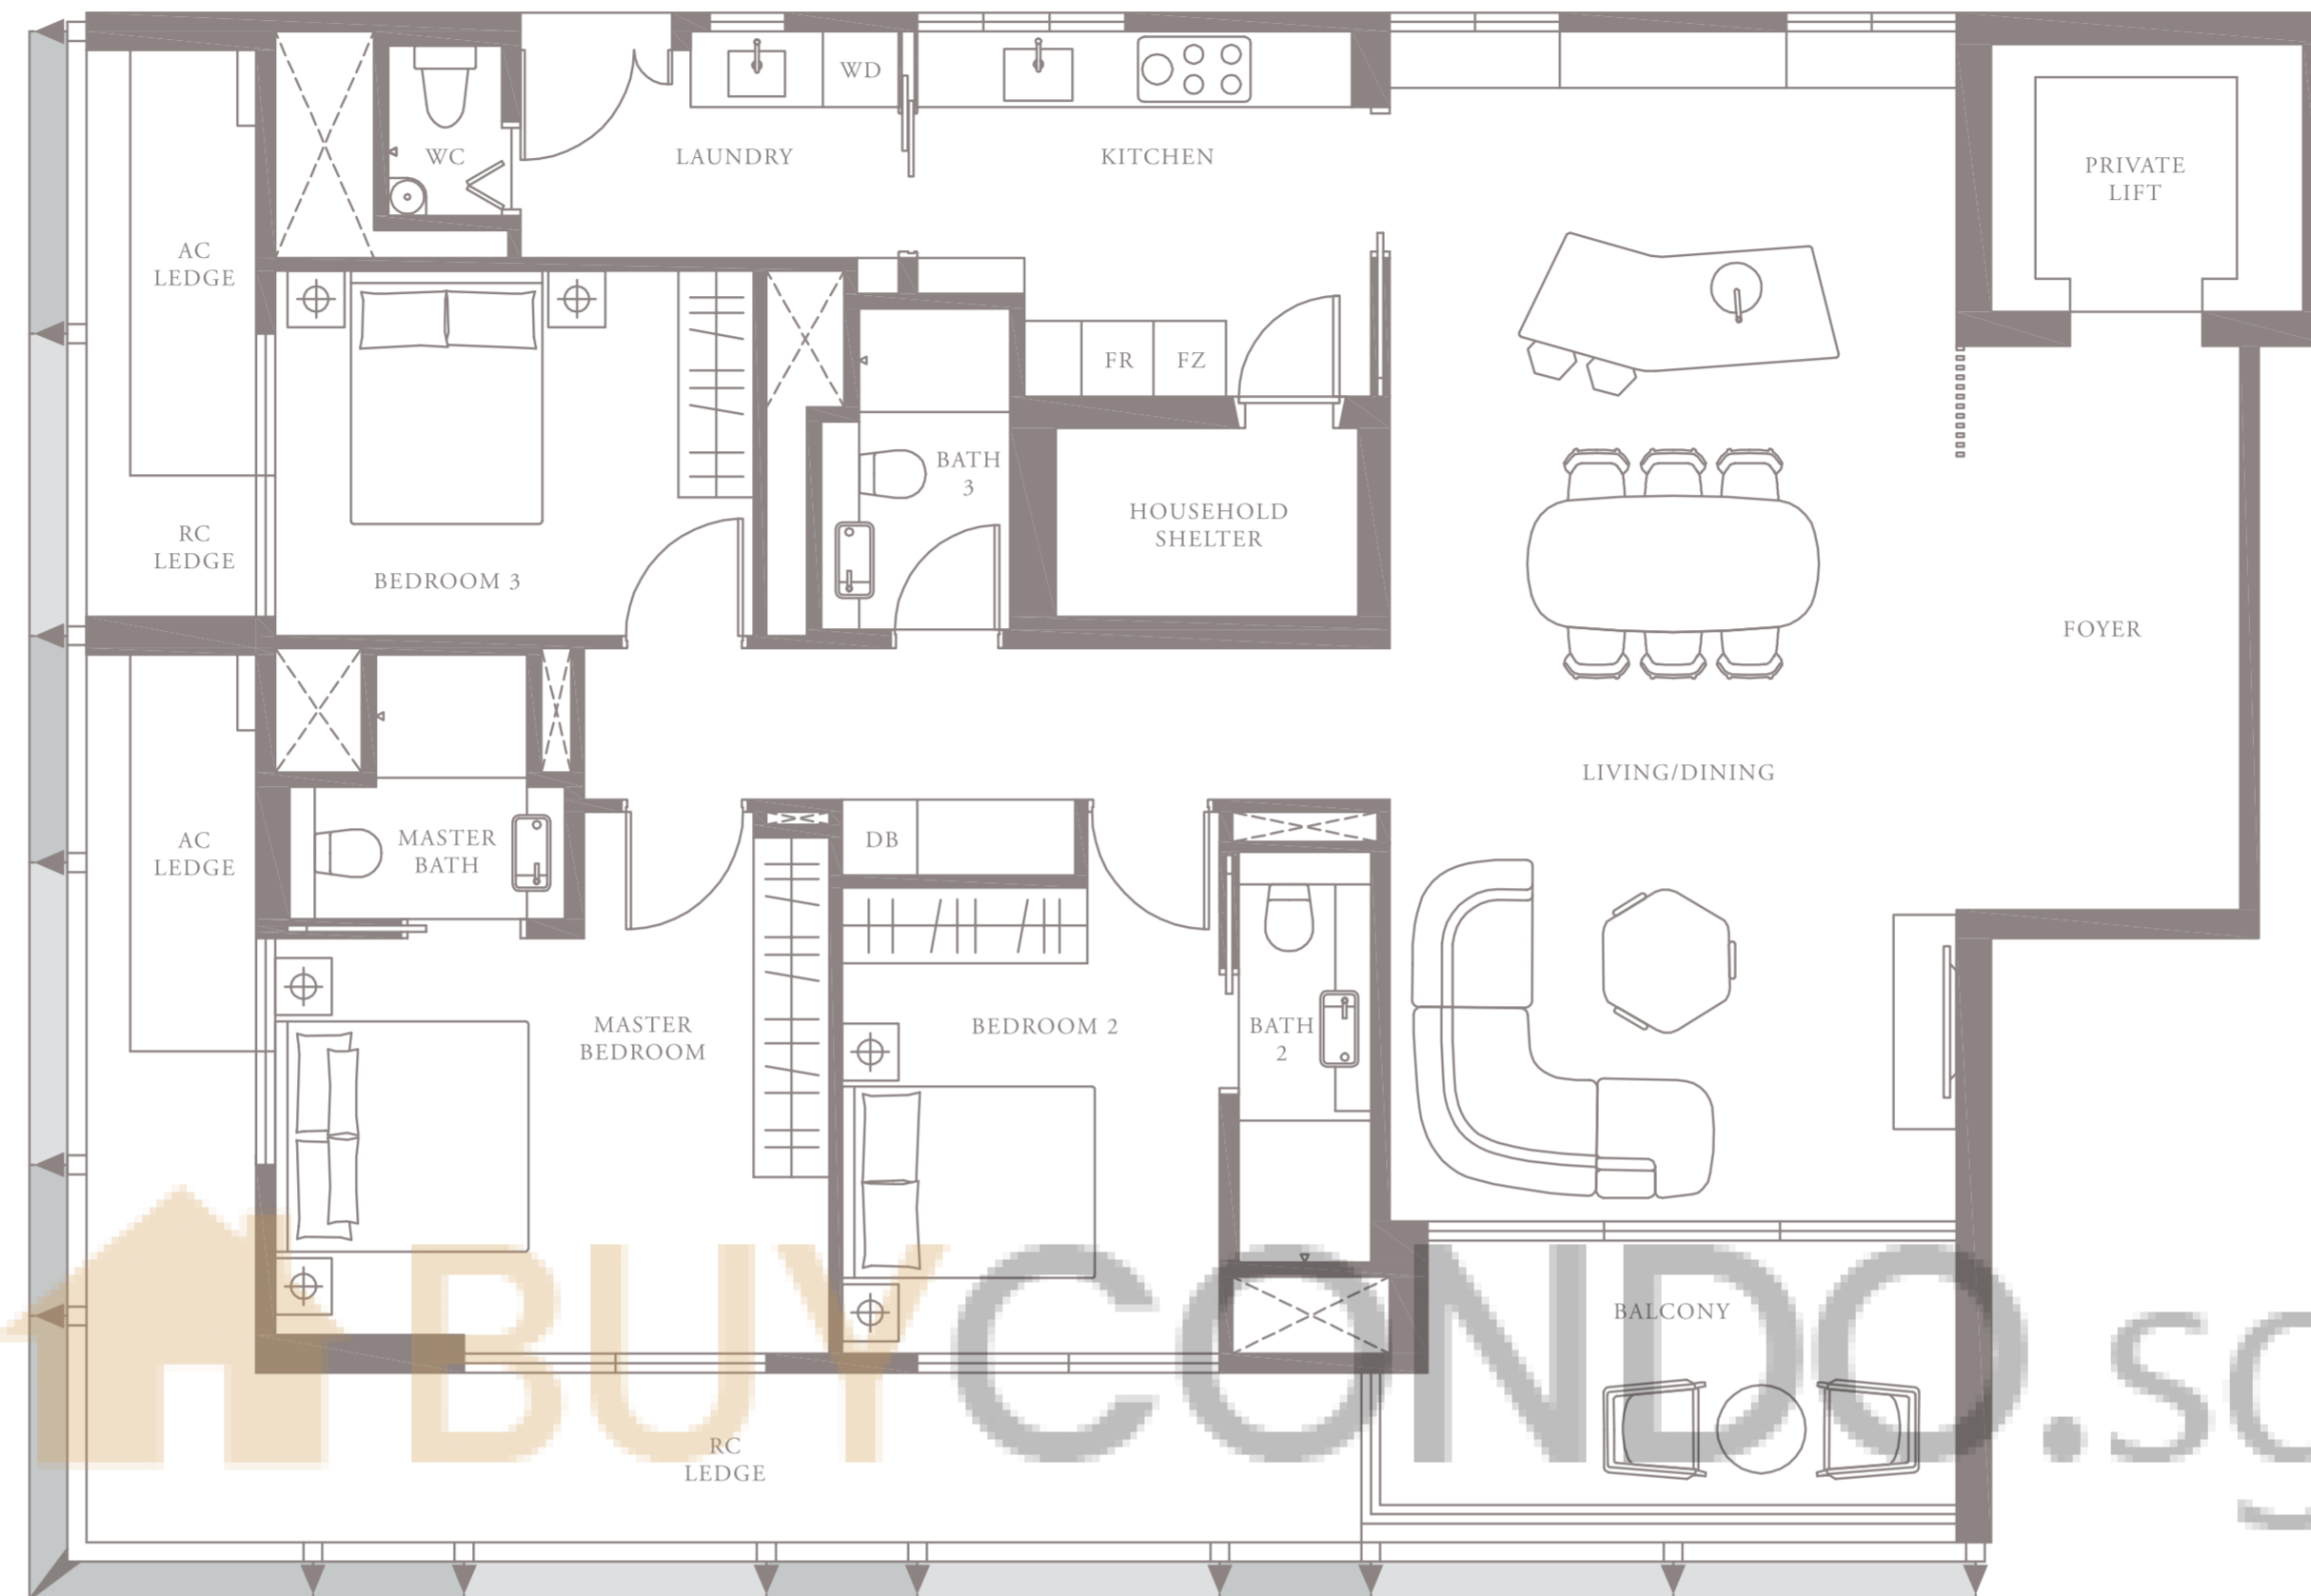 WD
WC
LAUNDRY
KITCHEN
PRIVATE
LIFT
AC
LEDGE
FR
FZ
BATH
3
HOUSEHOLD
SHELTER
RC
LEDGE
BEDROOM 3
FOYER
LIVING/DINING
AC
LEDGE
MASTER
BATH
DB
MASTER
BEDROOM
BEDROOM 2
BATH
2
BALCONY
RC
LEDGE
BUYCONDO.sg